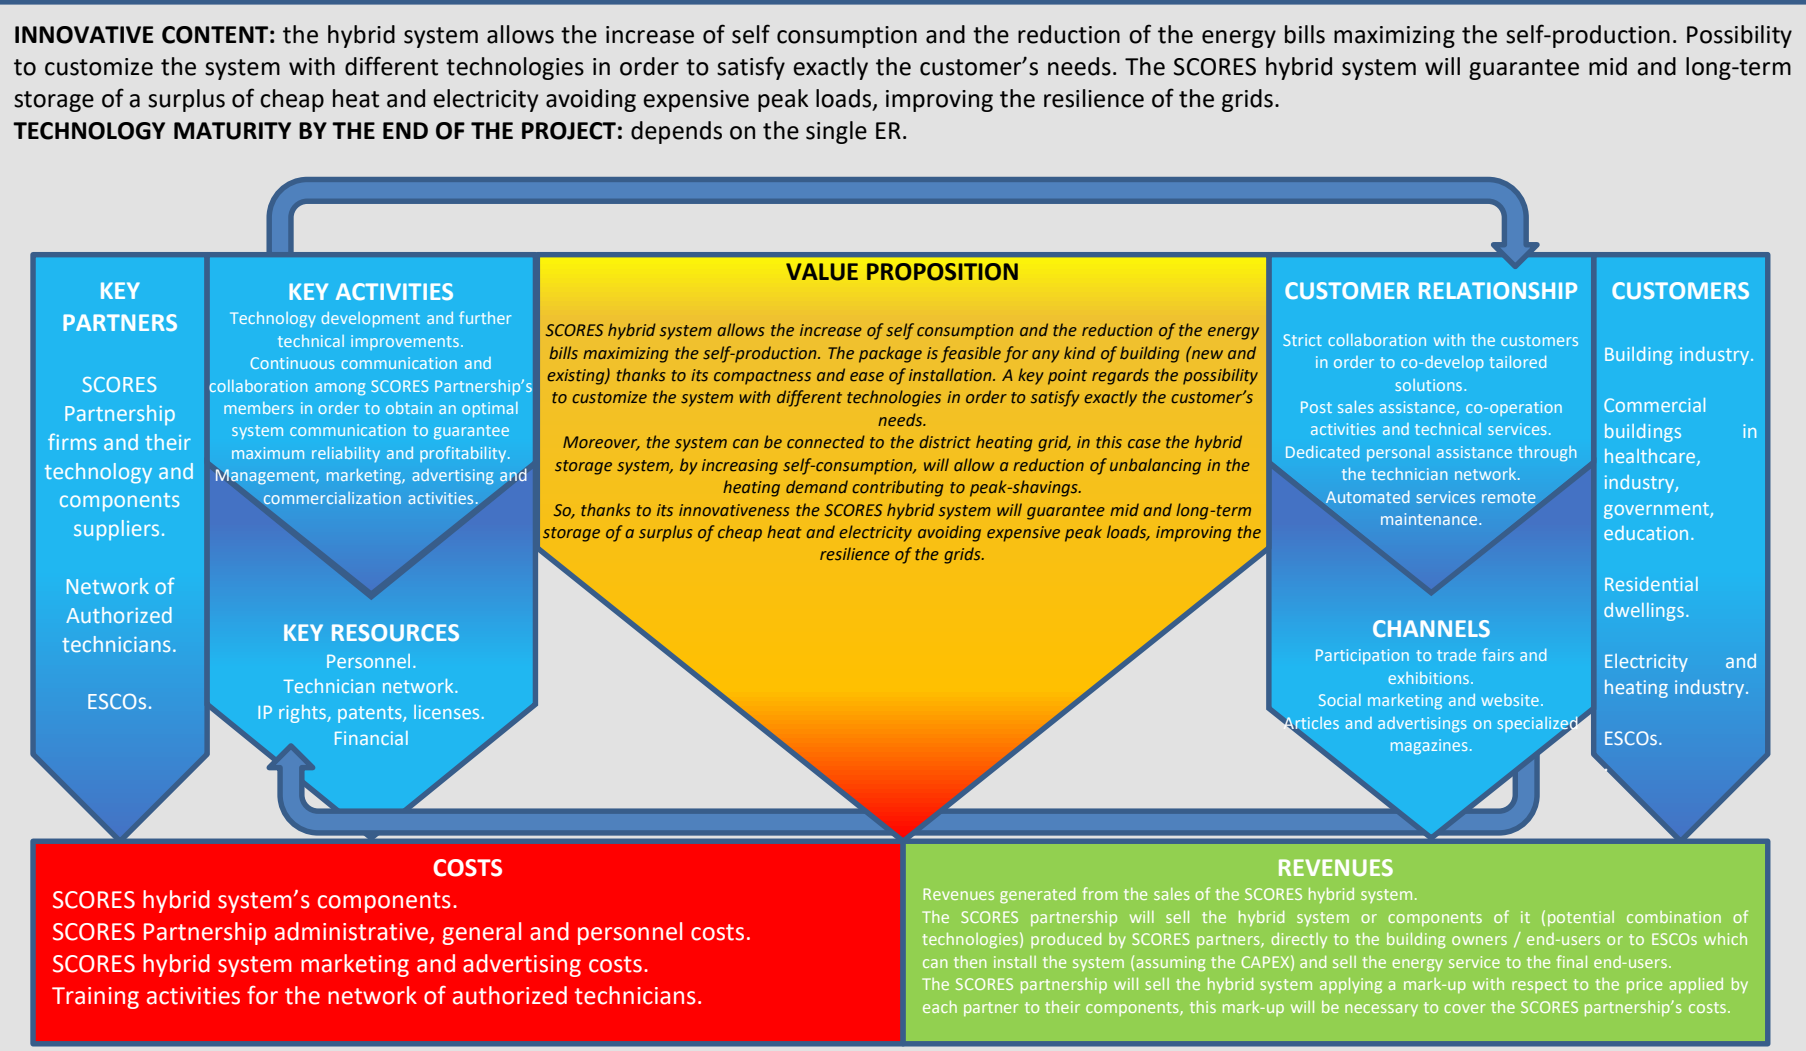 INNOVATIVE CONTENT: the hybrid system allows the increase of self consumption and the reduction of the energy bills maximizing the self-production. Possibility
to customize the system with different technologies in order to satisfy exactly the customer’s needs. The SCORES hybrid system will guarantee mid and long-term
storage of a surplus of cheap heat and electricity avoiding expensive peak loads, improving the resilience of the grids.
TECHNOLOGY MATURITY BY THE END OF THE PROJECT: depends on the single ER.
KEY
PARTNERS
SCORES
Partnership
firms and their
technology and
components
suppliers.
Network of
Authorized
technicians.
ESCOs.
KEY ACTIVITIES
Technology development and further
technical improvements.
Continuous communication and
collaboration among SCORES Partnership’s
members in order to obtain an optimal
system communication to guarantee
maximum reliability and profitability.
Management, marketing, advertising and
commercialization activities.
KEY RESOURCES
Personnel.
Technician network.
IP rights, patents, licenses.
Financial
VALUE PROPOSITION
SCORES hybrid system allows the increase of self consumption and the reduction of the energy
bills maximizing the self-production. The package is feasible for any kind of building (new and
existing) thanks to its compactness and ease of installation. A key point regards the possibility
to customize the system with different technologies in order to satisfy exactly the customer’s
needs.
Moreover, the system can be connected to the district heating grid, in this case the hybrid
storage system, by increasing self-consumption, will allow a reduction of unbalancing in the
heating demand contributing to peak-shavings.
So, thanks to its innovativeness the SCORES hybrid system will guarantee mid and long-term
storage of a surplus of cheap heat and electricity avoiding expensive peak loads, improving the
resilience of the grids.
CUSTOMER RELATIONSHIP
Strict collaboration with the customers
in order to co-develop tailored
solutions.
Post sales assistance, co-operation
activities and technical services.
Dedicated personal assistance through
the technician network.
Automated services remote
maintenance.
CHANNELS
Participation to trade fairs and
exhibitions.
Social marketing and website.
Articles and advertisings on specialized
magazines.
CUSTOMERS
Building industry.
Commercial
buildings in
healthcare,
industry,
government,
education.
Residential
dwellings.
Electricity and
heating industry.
ESCOs.
.
COSTS
SCORES hybrid system’s components.
SCORES Partnership administrative, general and personnel costs.
SCORES hybrid system marketing and advertising costs.
Training activities for the network of authorized technicians.
REVENUES
Revenues generated from the sales of the SCORES hybrid system.
The SCORES partnership will sell the hybrid system or components of it (potential combination of
technologies) produced by SCORES partners, directly to the building owners / end-users or to ESCOs which
can then install the system (assuming the CAPEX) and sell the energy service to the final end-users.
The SCORES partnership will sell the hybrid system applying a mark-up with respect to the price applied by
each partner to their components, this mark-up will be necessary to cover the SCORES partnership’s costs.